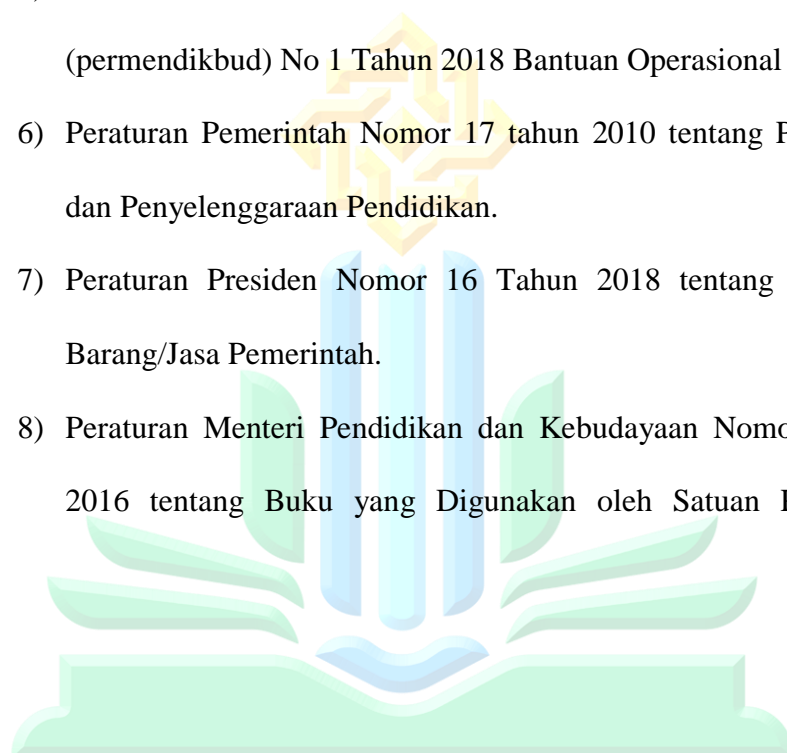 (permendikbud) No 1 Tahun 2018 Bantuan Operasional
6) Peraturan Pemerintah Nomor 17 tahun 2010 tentang
dan Penyelenggaraan Pendidikan.
7) Peraturan Presiden Nomor 16 Tahun 2018 tentang
Barang/Jasa Pemerintah.
8) Peraturan Menteri Pendidikan dan Kebudayaan
2016 tentang Buku yang Digunakan oleh Satuan